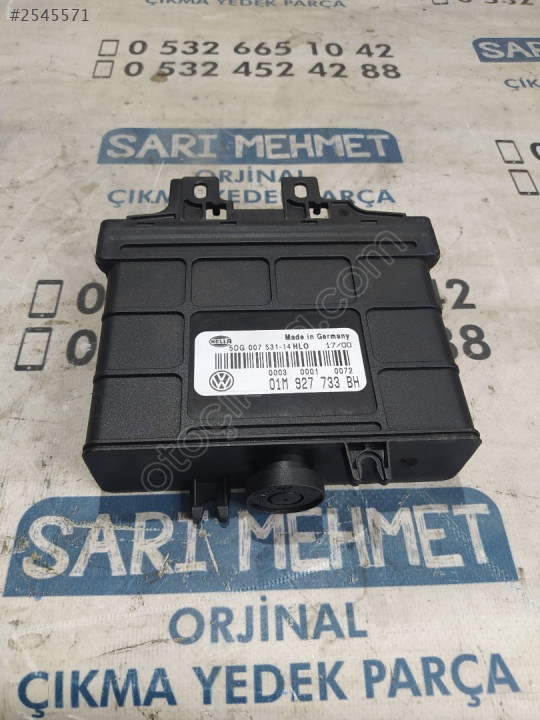 #2545571
0 532 665 10 42
0 532 452 42 88
SARI
ÇIKMA YE
SARI MEHMET
ORJİNAL
ÇIKMA YEDEK PARÇA
HELLA
Made in Germany
5DG 007 531-14 HLO 17/00
0003 0001 0072
01M 927 733 BH
otoçikma.com
SARI MEHMET
ORJİNAL
ÇIKMA YEDEK PARÇA